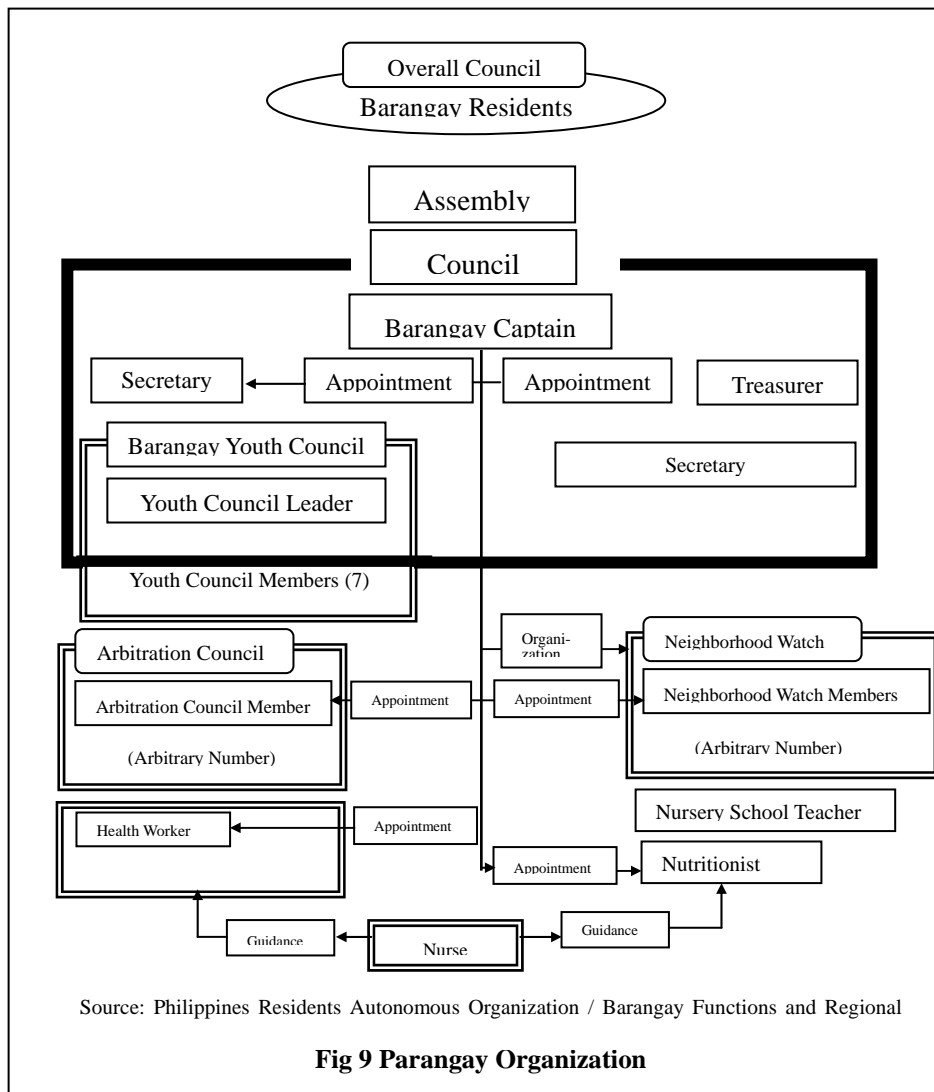 Overall Council
Barangay Residents
Assembly
Council
Barangay Captain
Secretary
Appointment
Appointment
Treasurer
Barangay Youth Council
Secretary
Youth Council Leader
Youth Council Members (7)
Organi-
zation
Neighborhood Watch
Arbitration Council
Arbitration Council Member
Appointment
Appointment
Neighborhood Watch Members
(Arbitrary Number)
(Arbitrary Number)
Nursery School Teacher
Health Worker
Appointment
Appointment
Nutritionist
Guidance
Nurse
Guidance
Source: Philippines Residents Autonomous Organization / Barangay Functions and Regional
Fig 9 Parangay Organization